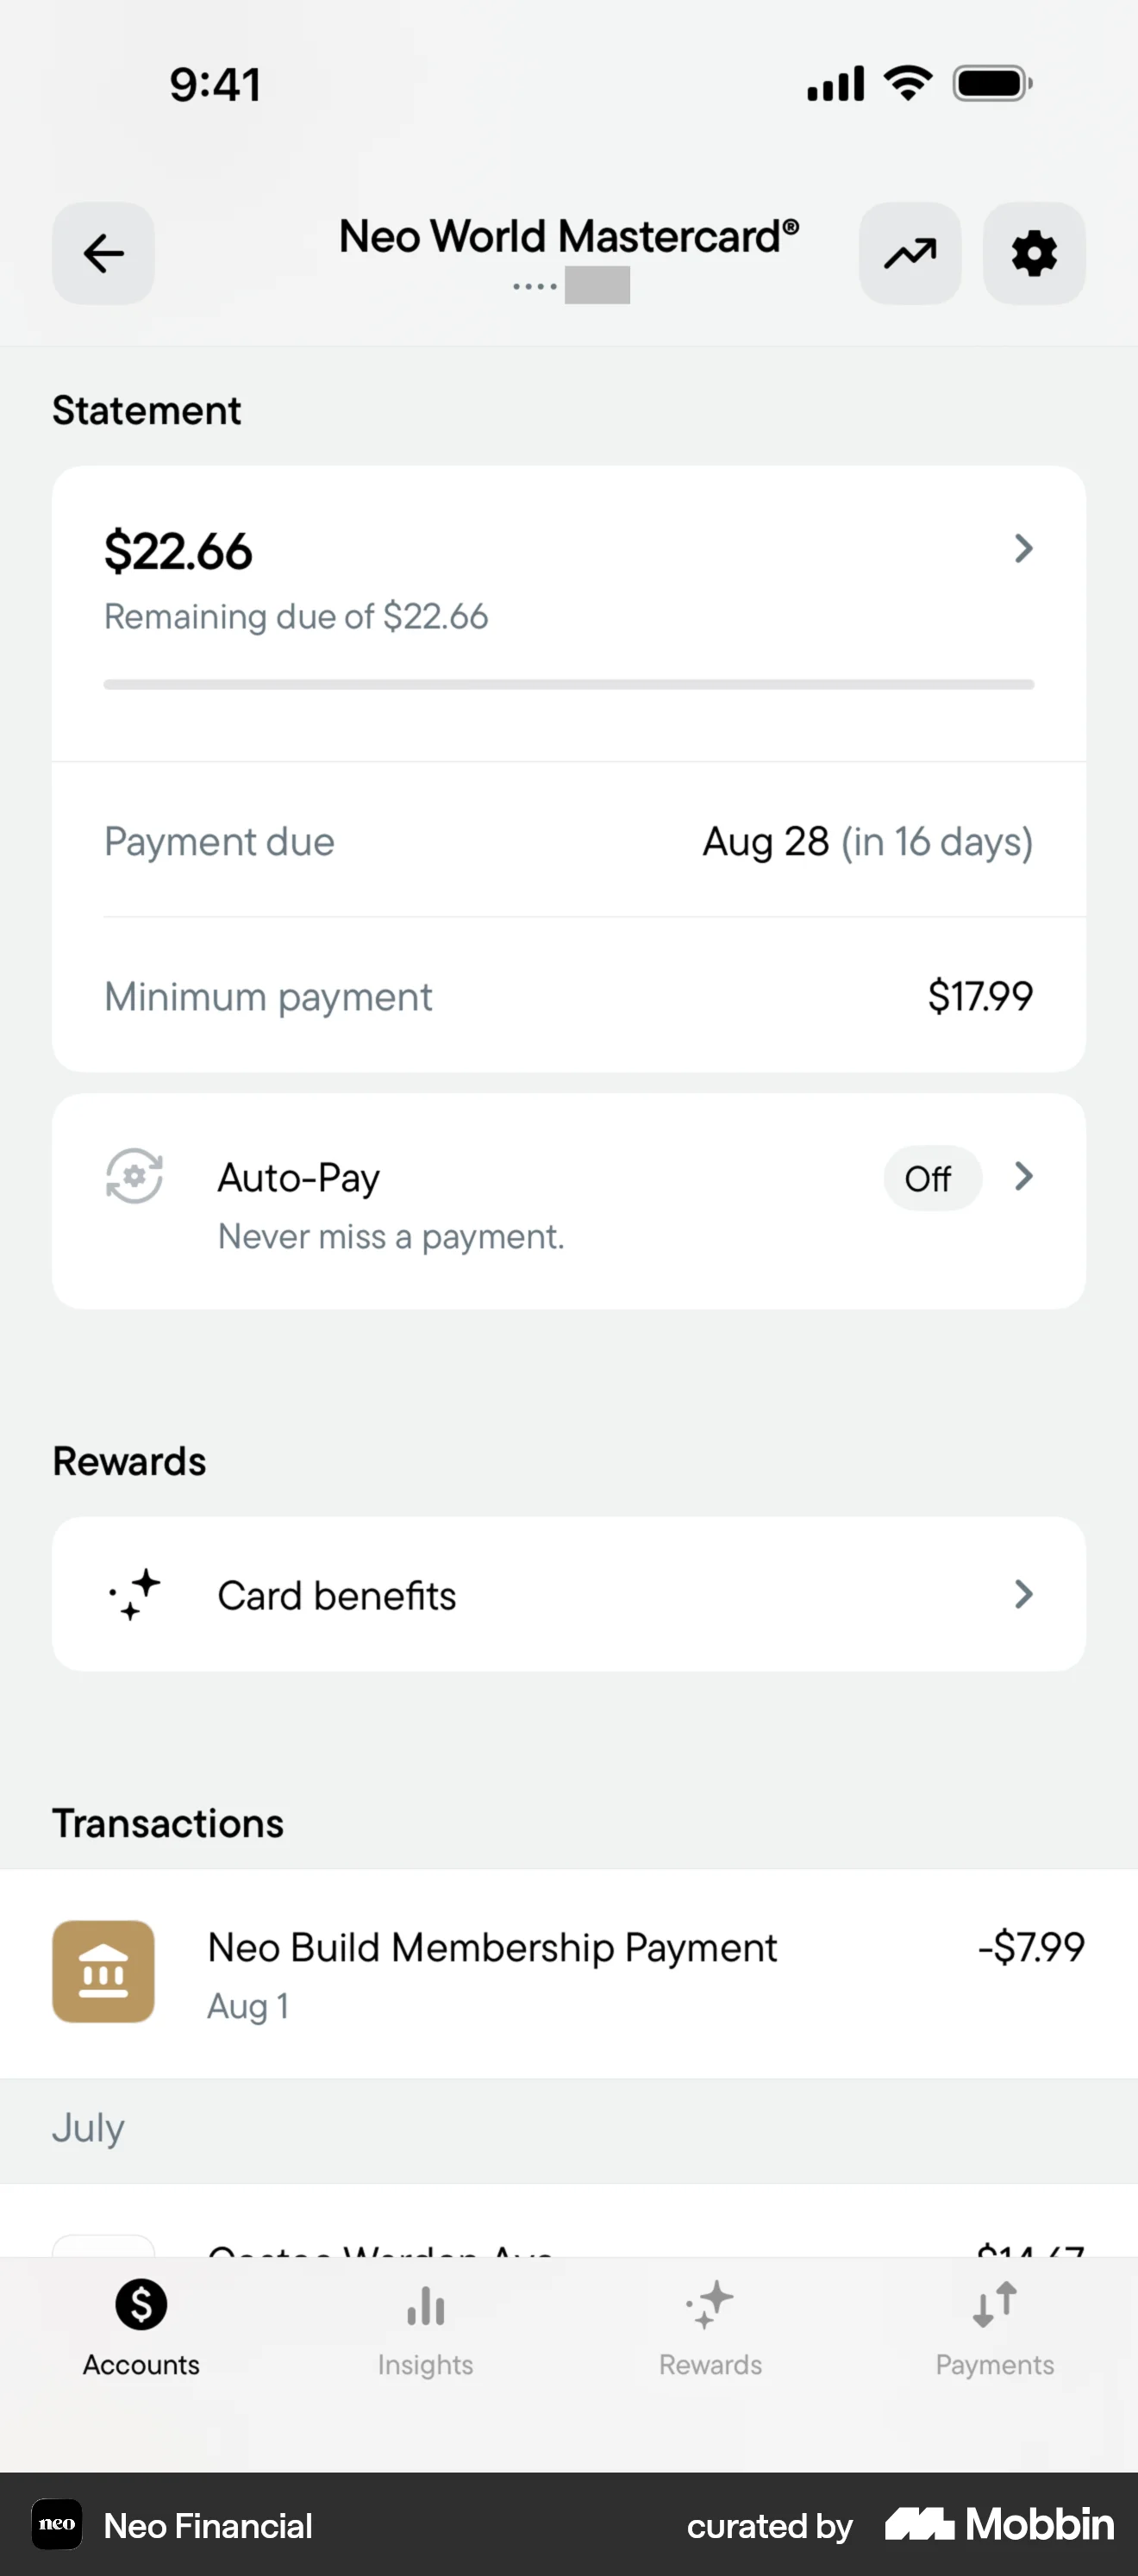 9:41
Neo World Mastercard®
••••
Statement
$22.66
Remaining due of $22.66
Payment due
Aug 28 (in 16 days)
Minimum payment
$17.99
Auto-Pay
Off
Never miss a payment.
Rewards
Card benefits
Transactions
Neo Build Membership Payment
-$7.99
Aug 1
July
Accounts
Insights
Rewards
Payments
neo
Neo Financial
curated by
Mobbin